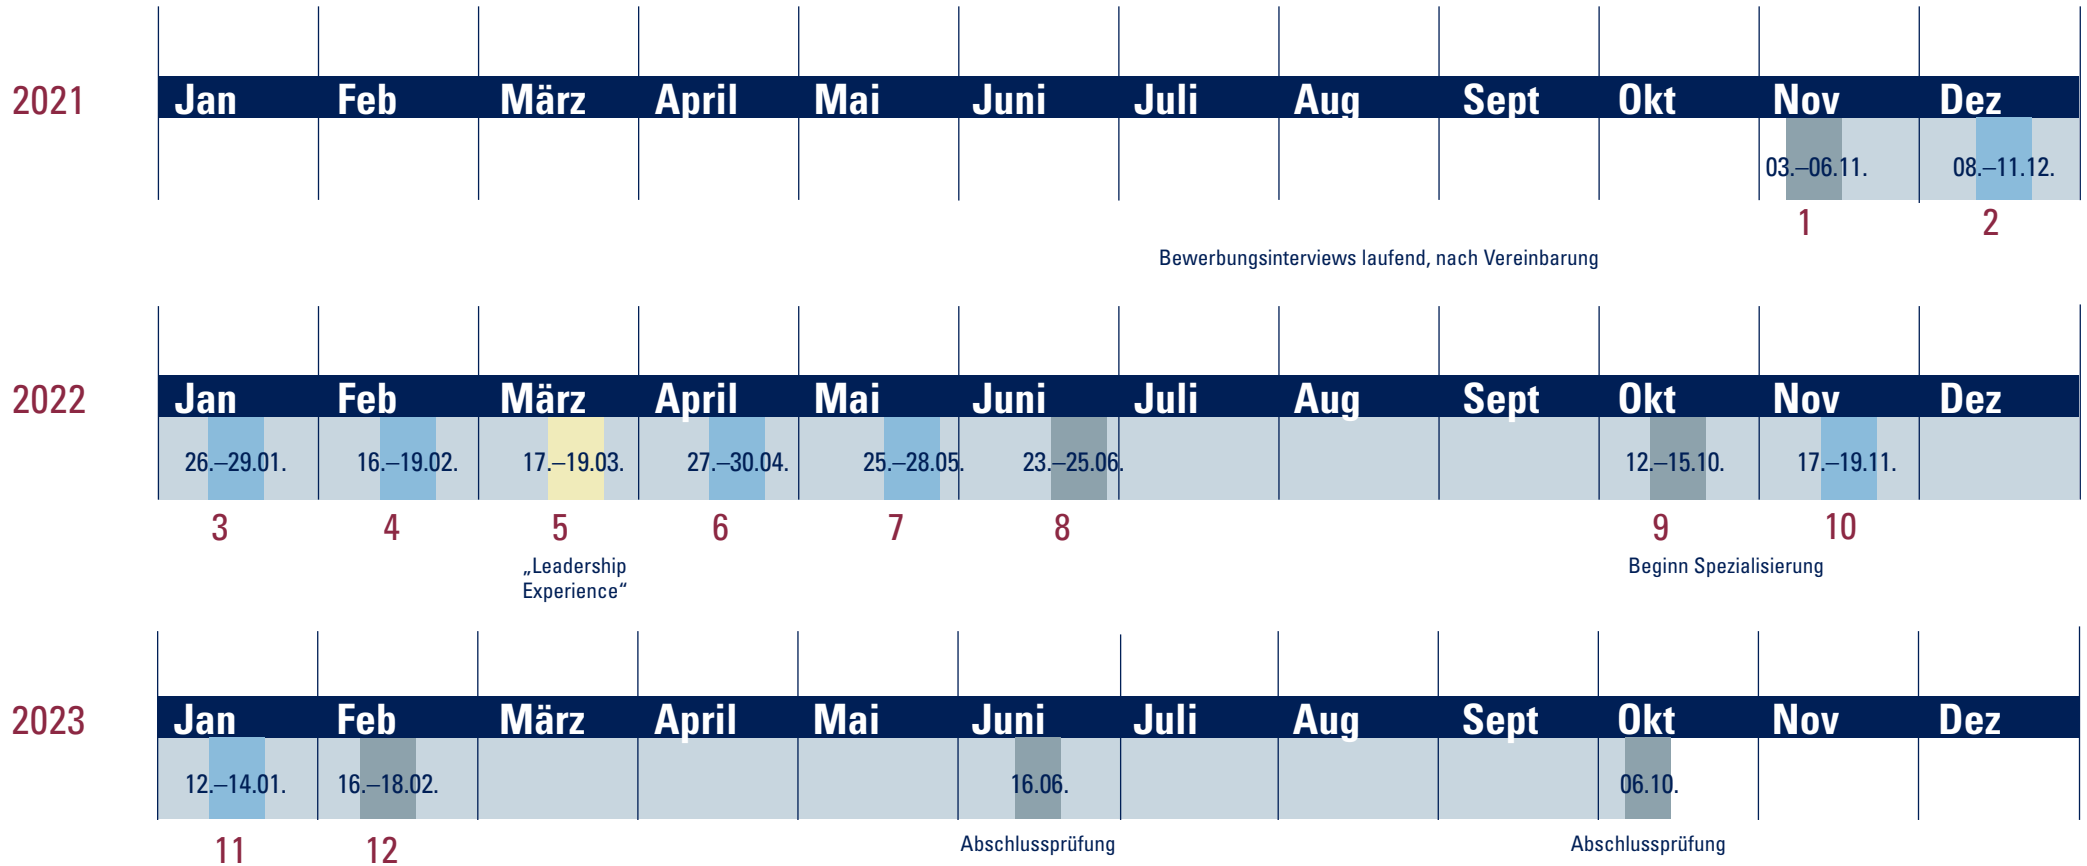 2021 Jan Feb März April Mai Juni Juli Aug Sept Okt Nov Dez
03.–06.11. 08.–11.12.
1 2
Bewerbungsinterviews laufend, nach Vereinbarung
2022 Jan Feb März April Mai Juni Juli Aug Sept Okt Nov Dez
26.–29.01. 16.–19.02. 17.–19.03. 27.–30.04. 25.–28.05. 23.–25.06. 12.–15.10. 17.–19.11.
3 4 5 6 7 8 9 10
„Leadership Beginn Spezialisierung
Experience“
2023 Jan Feb März April Mai Juni Juli Aug Sept Okt Nov Dez
12.–14.01. 16.–18.02. 16.06. 06.10.
11 12 Abschlussprüfung Abschlussprüfung